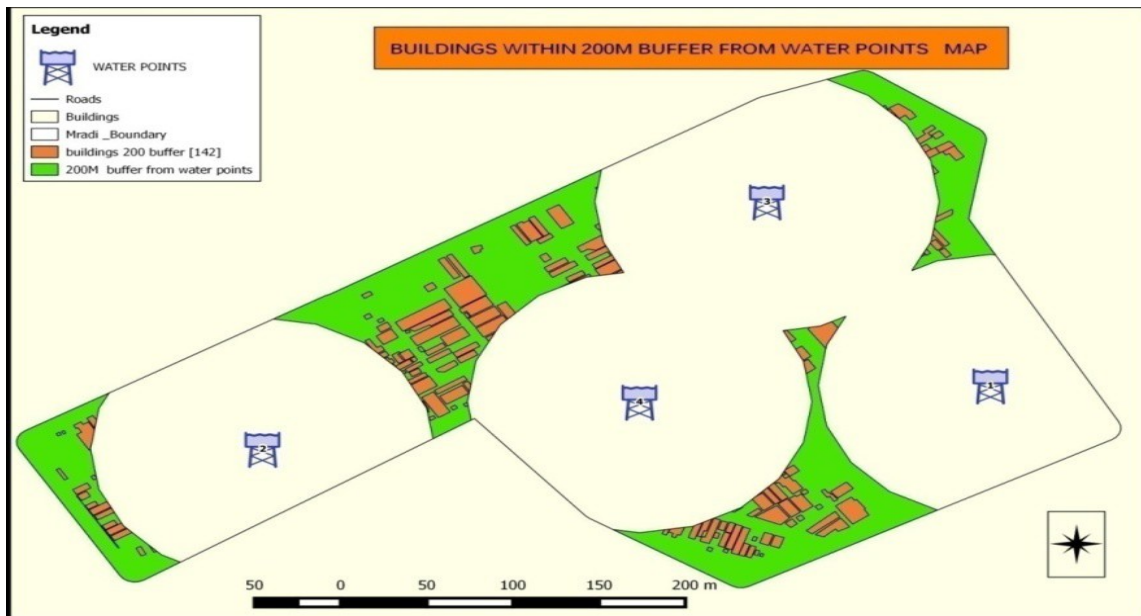 Legend
BUILDINGS WITHIN 200M BUFFER FROM WATER POINTS MAP
WATER POINTS
Roads
Buildings
Mradi _Boundary
buildings 200 buffer [142]
200M buffer from water points
3
1
4
2
50 0 50 100 150 200 m